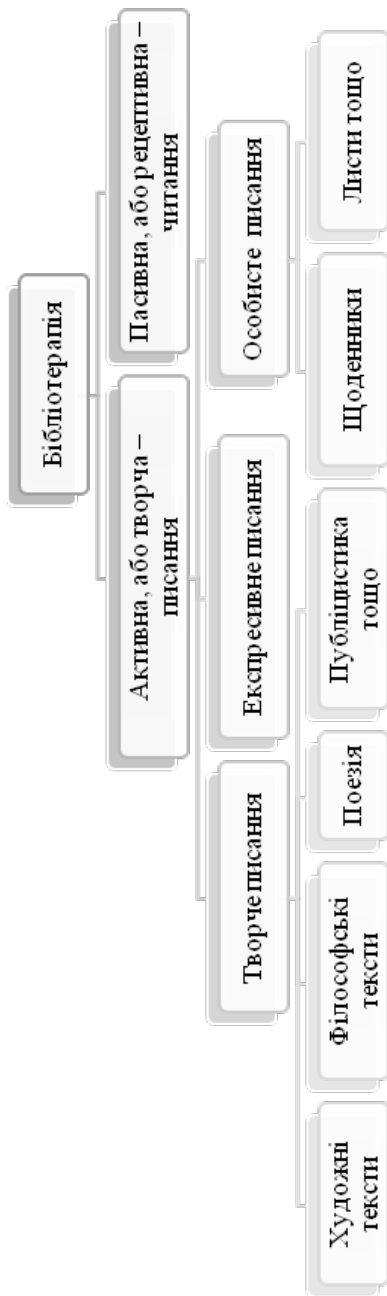 Бібліотерапія
Активна, або творча –
писання
Пасивна, або рецептивна –
читання
Творче писання
Експресивне писання
Особисте писання
Художні
тексти
Філософські
тексти
Поезія
Публіцистика
тощо
Щоденники
Листи тощо